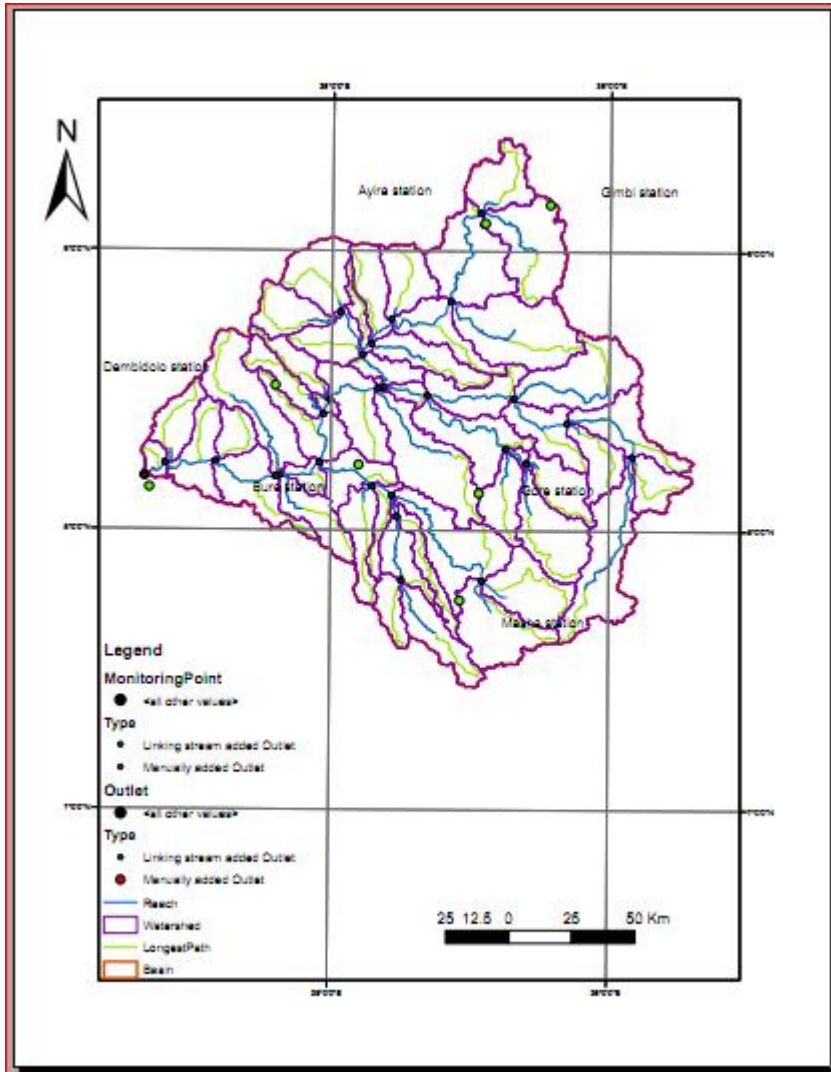 N
Ayira station
Gimbi station
Dembidolo station
Bure station
Gore station
Masha station
Legend
MonitoringPoint
<all other values>
Type
Linking stream added Outlet
Manually added Outlet
Outlet
<all other values>
Type
Linking stream added Outlet
Manually added Outlet
Reach
Watershed
LongestPath
Basin
25 12.5 0 25 50 Km